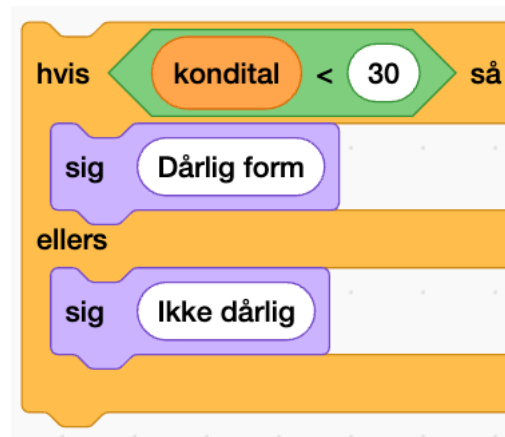 hvis kondital < 30 så
sig Dårlig form
ellers
sig Ikke dårlig